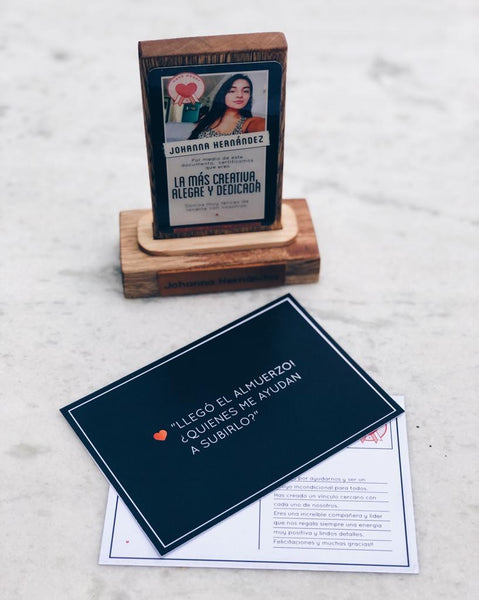 JOHANNA HERNÁNDEZ
Por medio de este
documento, certificamos
que eres
LA MÁS CREATIVA,
ALEGRE Y DEDICADA
Somos muy felices de
tenerte con nosotros.
Johanna Hernández
"LLEGÓ EL ALMUERZO!
¿QUIENES ME AYUDAN
A SUBIRLO?"
por ayudarnos y ser un
incondicional para todos.
Has creado un vínculo cercano con
cada uno de nosotros.
Eres una increíble compañera y líder
que nos regala siempre una energía
muy positiva y lindos detalles.
Felicitaciones y muchas gracias!!